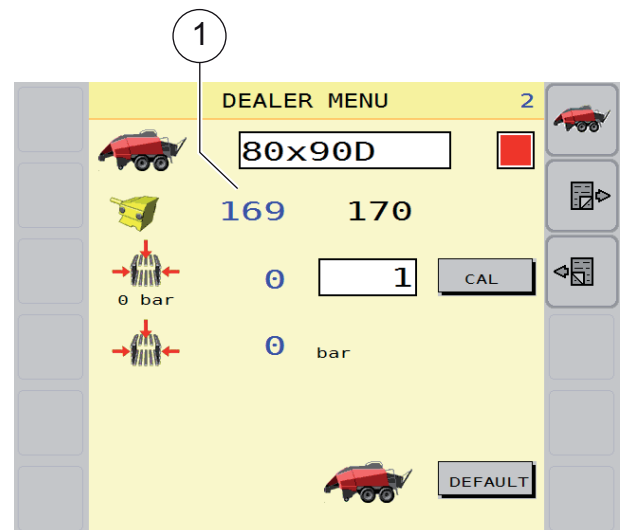 1
DEALER MENU 2
80x90D
169 170
0 1 CAL
0 bar
0 bar
DEFAULT